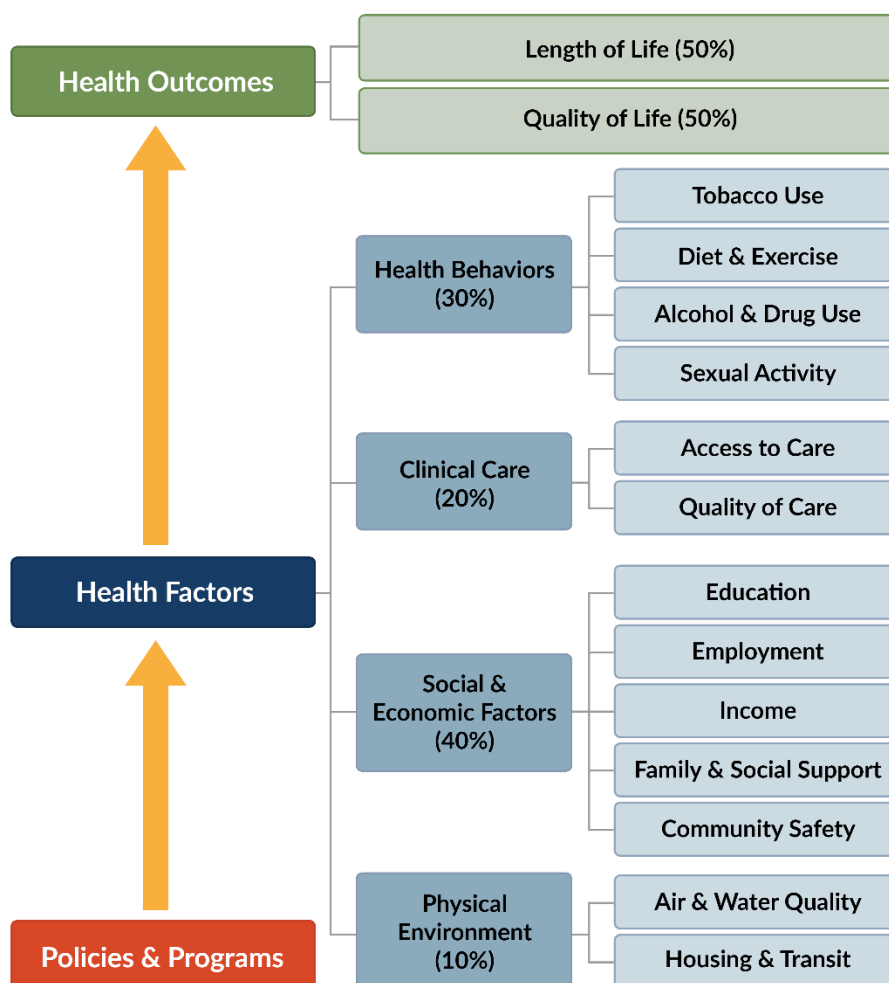 Health Outcomes
Length of Life (50%)
Quality of Life (50%)
Health Factors
Health Behaviors
(30%)
Tobacco Use
Diet & Exercise
Alcohol & Drug Use
Sexual Activity
Clinical Care
(20%)
Access to Care
Quality of Care
Social &
Economic Factors
(40%)
Education
Employment
Income
Family & Social Support
Community Safety
Physical
Environment
(10%)
Air & Water Quality
Housing & Transit
Policies & Programs